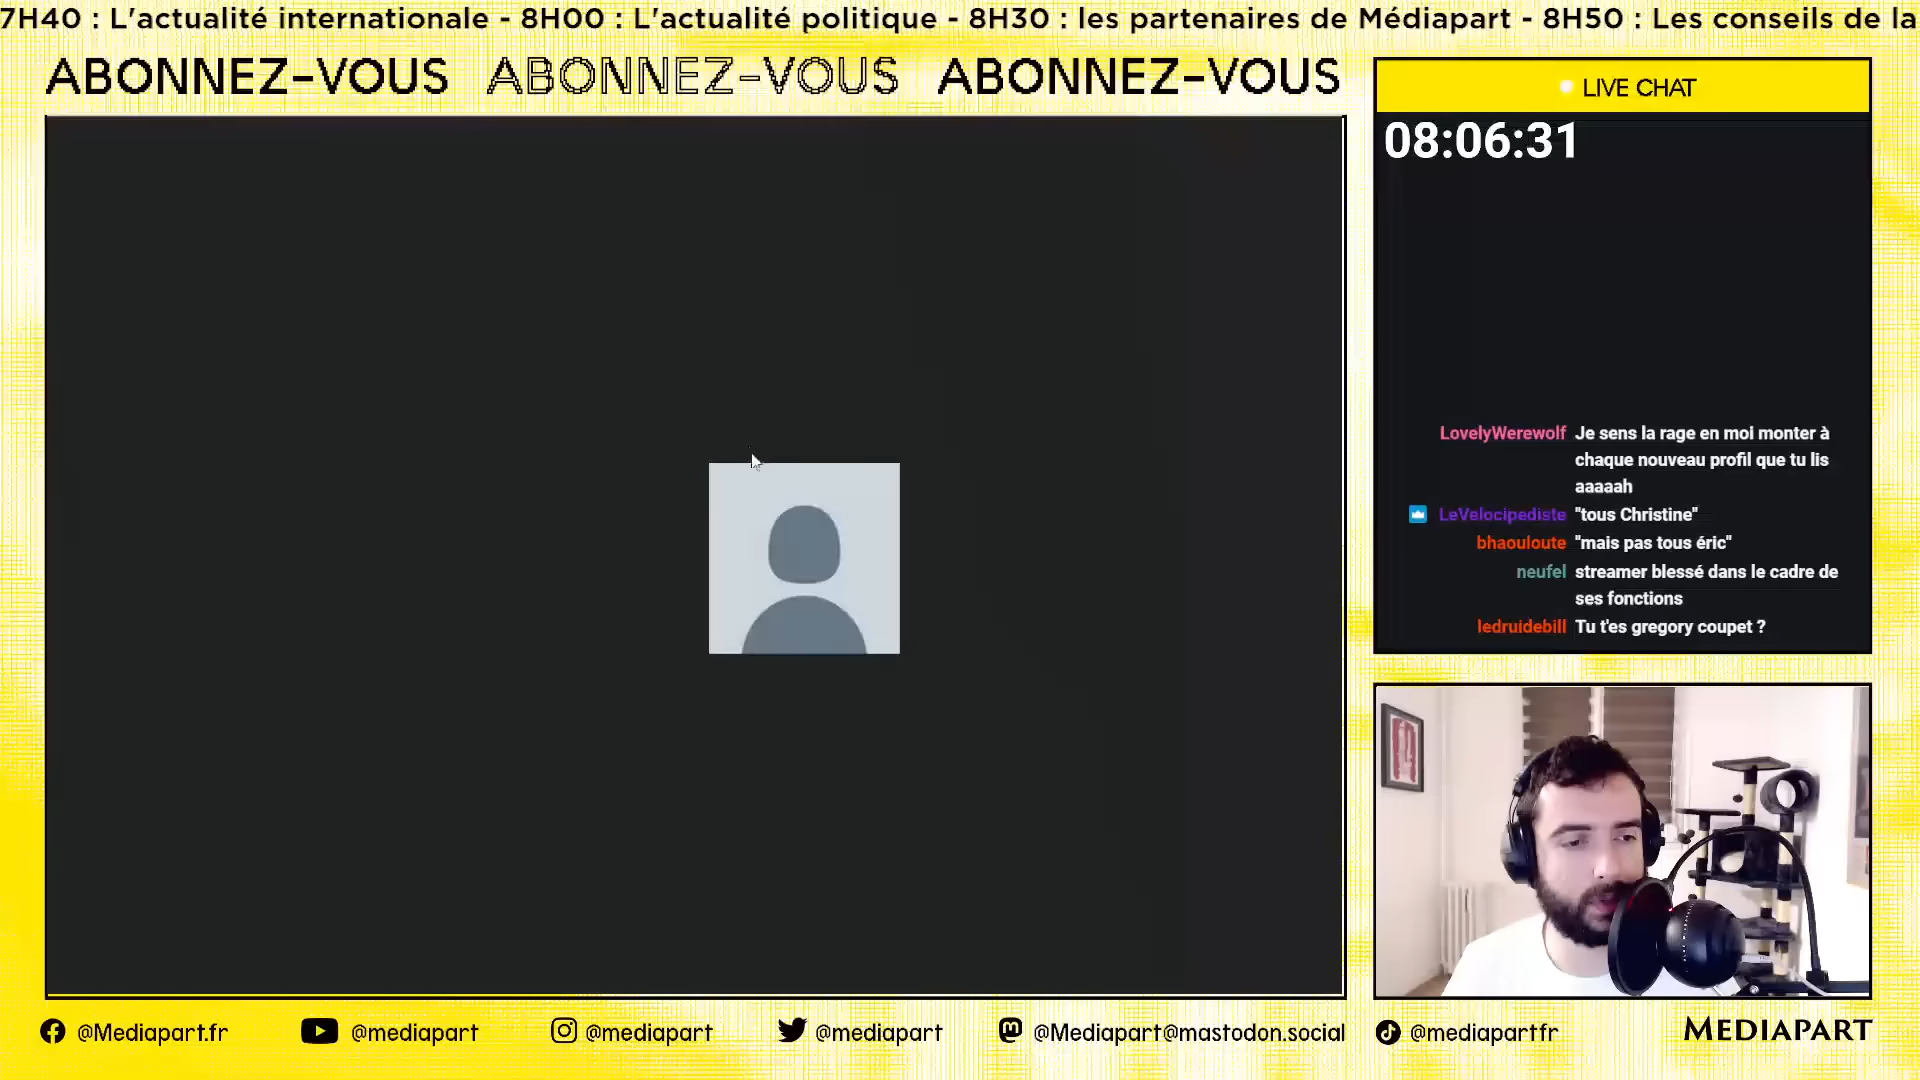 7H40 : L'actualité internationale - 8H00 : L'actualité politique - 8H30 : les partenaires de Médiapart - 8H50 : Les conseils de la
ABONNEZ-VOUS ABONNEZ-VOUS ABONNEZ-VOUS
LIVE CHAT
08:06:31
LovelyWerewolf Je sens la rage en moi monter à
chaque nouveau profil que tu lis
aaaaah
LeVelocipediste "tous Christine"
bhaouloute "mais pas tous éric"
neufel streamer blessé dans le cadre de
ses fonctions
ledruidebill Tu t'es gregory coupet ?
@Mediapart.fr @mediapart @mediapart @mediapart @Mediapart@mastodon.social @mediapartfr MEDIAPART